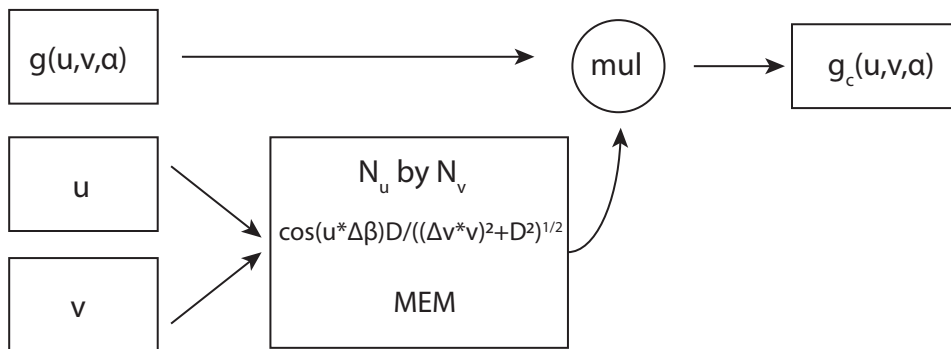 g(u,v,α)
mul
g_c(u,v,α)
u
N_u by N_v
cos(u*Δβ)D/((Δv*v)²+D²)^1/2
v
MEM